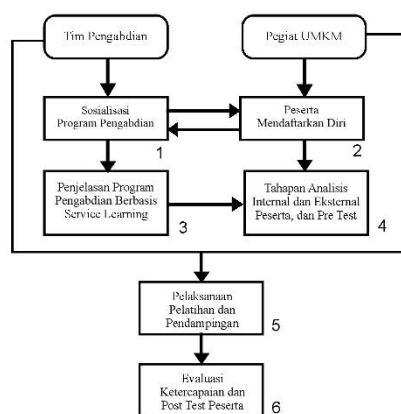 Tim Pengabdian
Pegiat UMKM
Sosialisasi
Program Pengabdian
1
Peserta
Mendaftarkan Diri
2
Penjelasan Program
Pengabdian Berbasis
Service Learning
3
Tahapan Analisis
Internal dan Eksternal
Peserta, dan Pre Test
4
Pelaksanaan
Pelatihan dan
Pendampingan
5
Evaluasi
Ketercapaian dan
Post Test Peserta
6